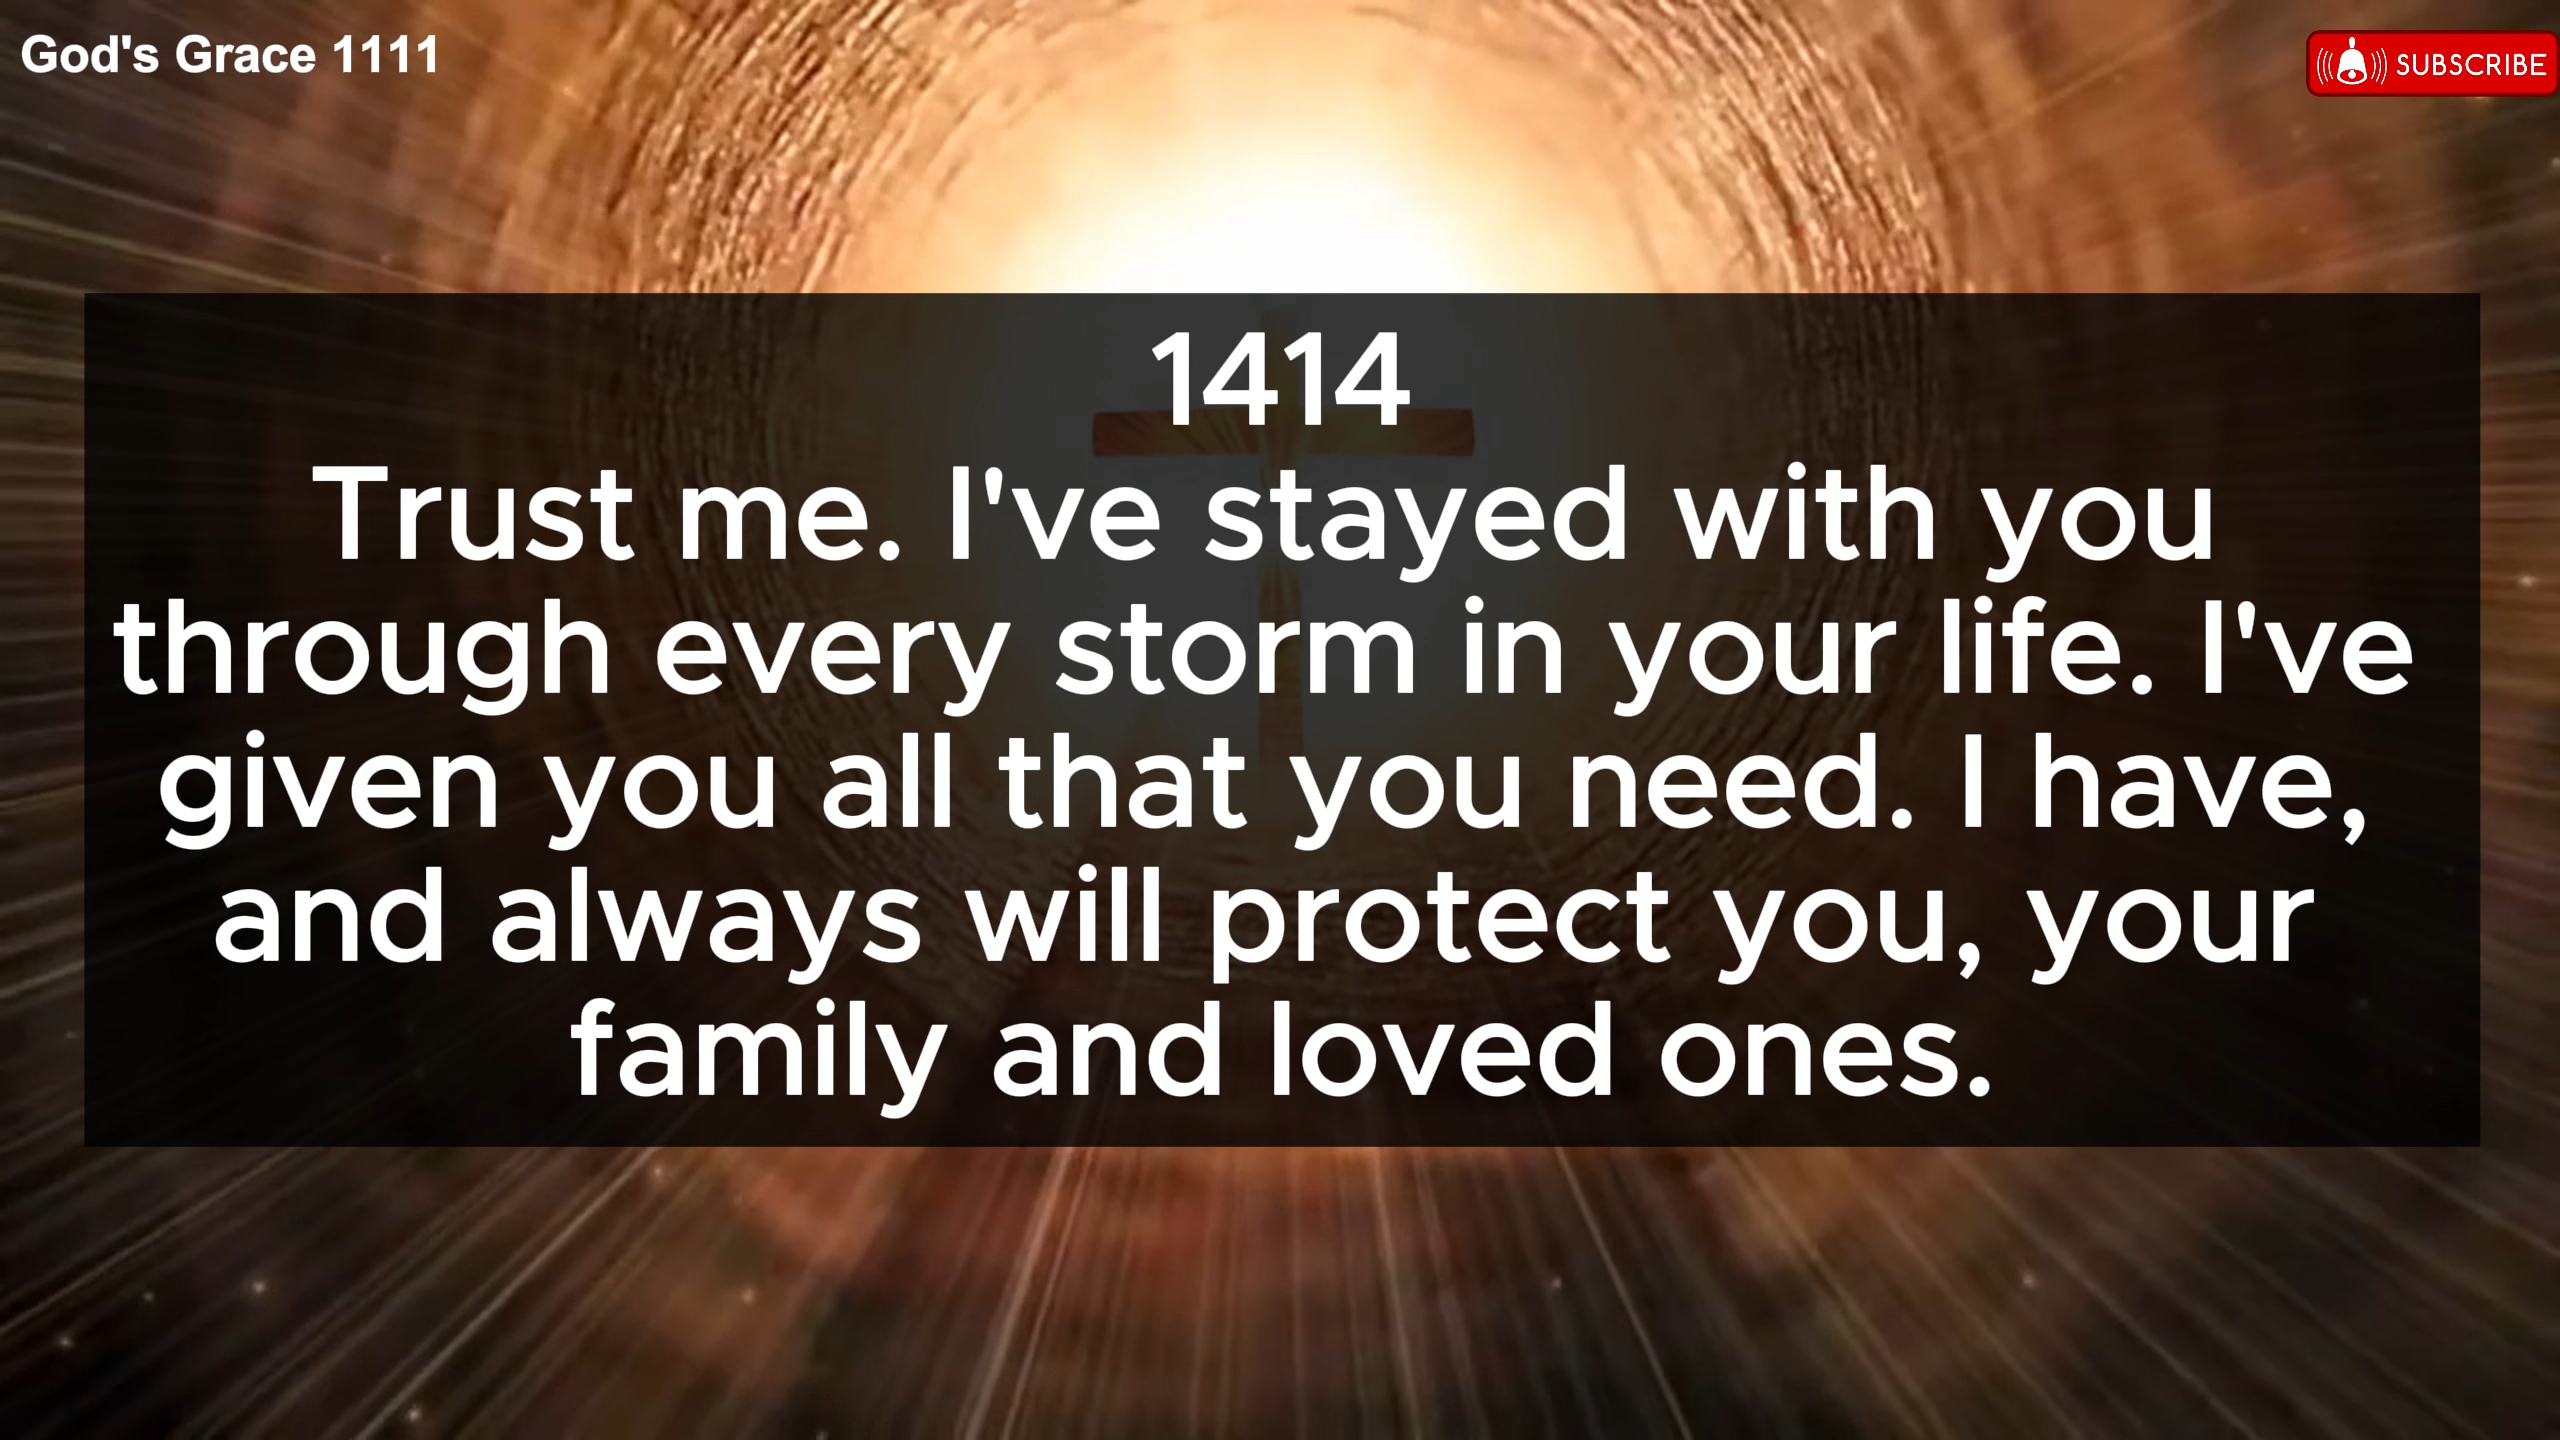 God's Grace 1111
SUBSCRIBE
1414
Trust me. I've stayed with you
through every storm in your life. I've
given you all that you need. I have,
and always will protect you, your
family and loved ones.